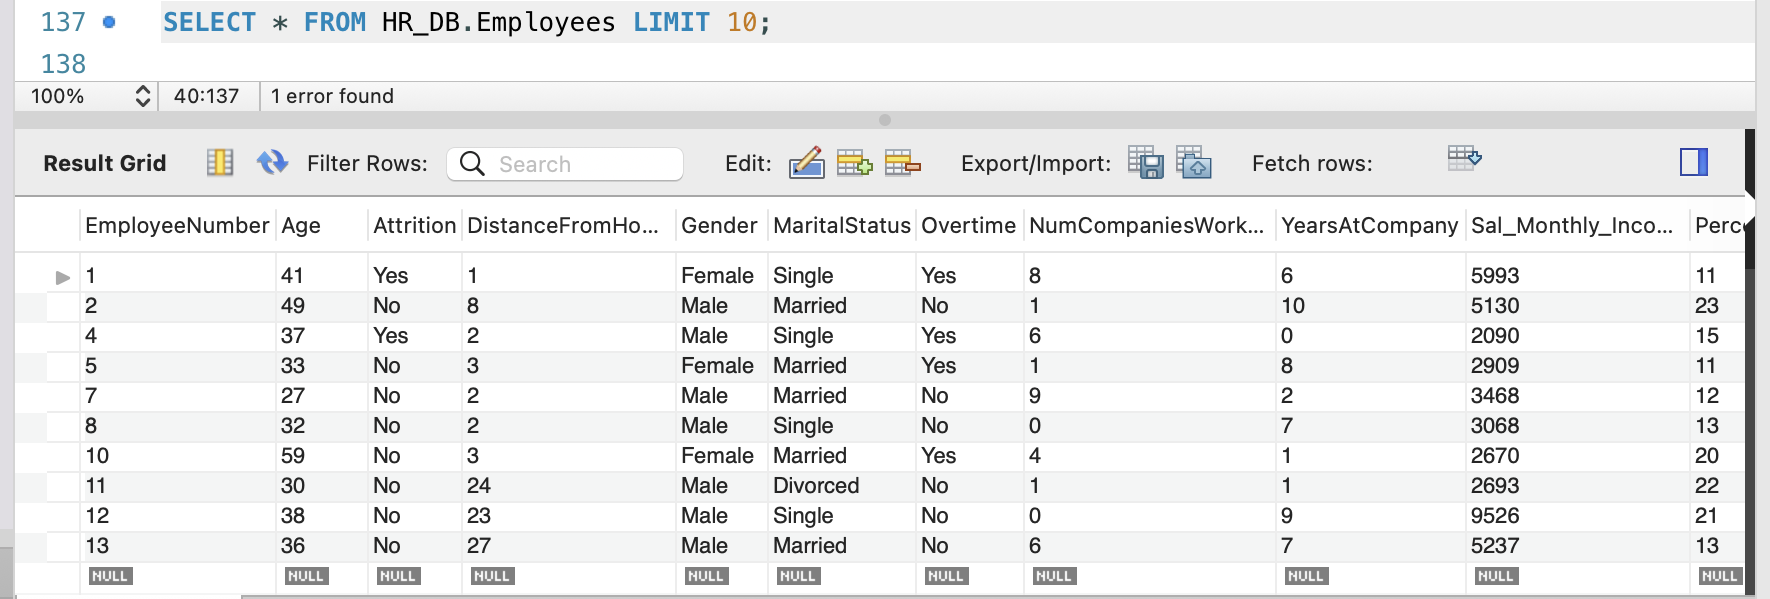 137 SELECT * FROM HR_DB.Employees LIMIT 10;
138
100% 40:137 1 error found
Result Grid Filter Rows: Search Edit: Export/Import: Fetch rows:
EmployeeNumber Age Attrition DistanceFromHo... Gender MaritalStatus Overtime NumCompaniesWork... YearsAtCompany Sal_Monthly_Inco... Perc
1 41 Yes 1 Female Single Yes 8 6 5993 11
2 49 No 8 Male Married No 1 10 5130 23
4 37 Yes 2 Male Single Yes 6 0 2090 15
5 33 No 3 Female Married Yes 1 8 2909 11
7 27 No 2 Male Married No 9 2 3468 12
8 32 No 2 Male Single No 0 7 3068 13
10 59 No 3 Female Married Yes 4 1 2670 20
11 30 No 24 Male Divorced No 1 1 2693 22
12 38 No 23 Male Single No 0 9 9526 21
13 36 No 27 Male Married No 6 7 5237 13
NULL NULL NULL NULL NULL NULL NULL NULL NULL NULL NULL